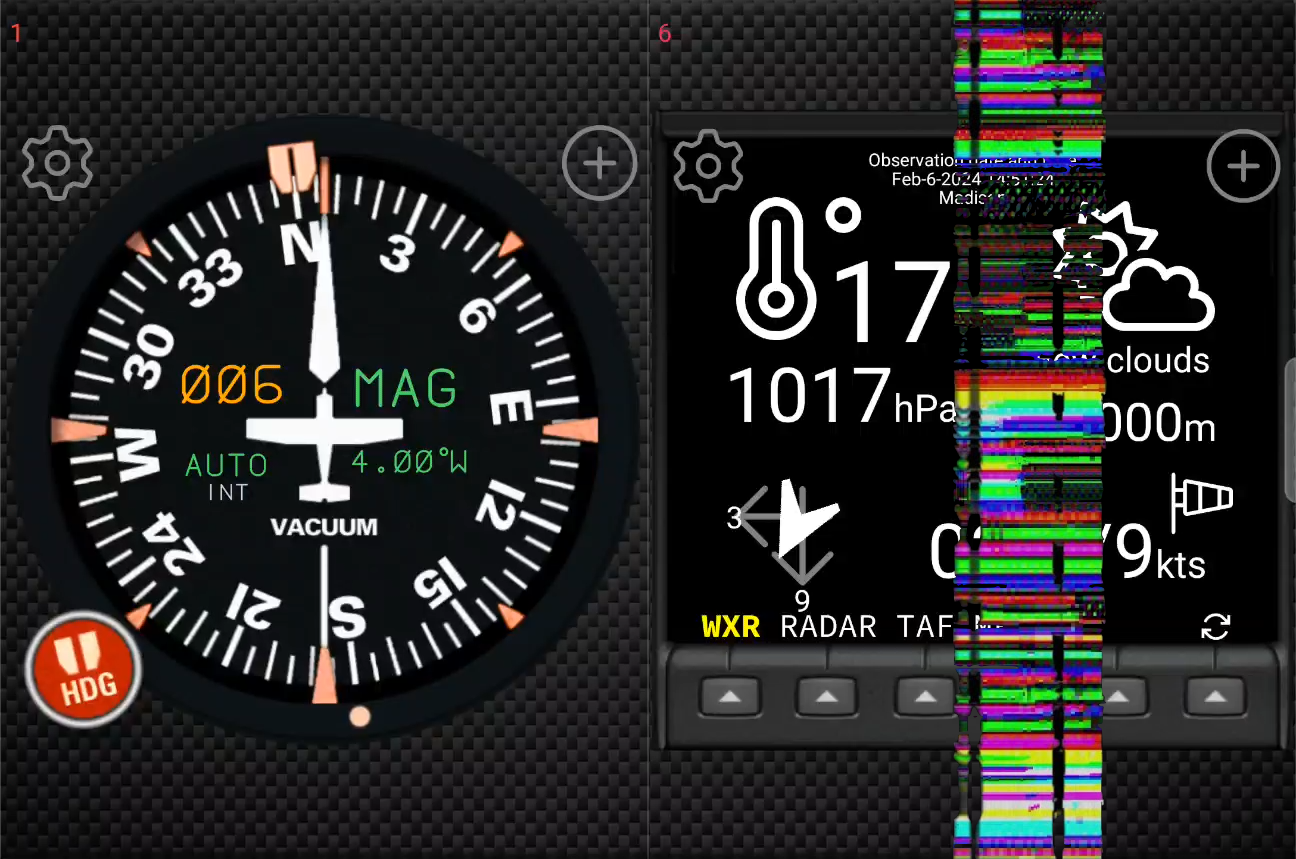 1
N
3
6
E
12
15
S
21
24
W
30
33
006
MAG
AUTO
4.00°W
INT
VACUUM
HDG
6
Observation
Feb-6-2024
17
clouds
1017hPa
000m
3
9
9kts
WXR RADAR TAF